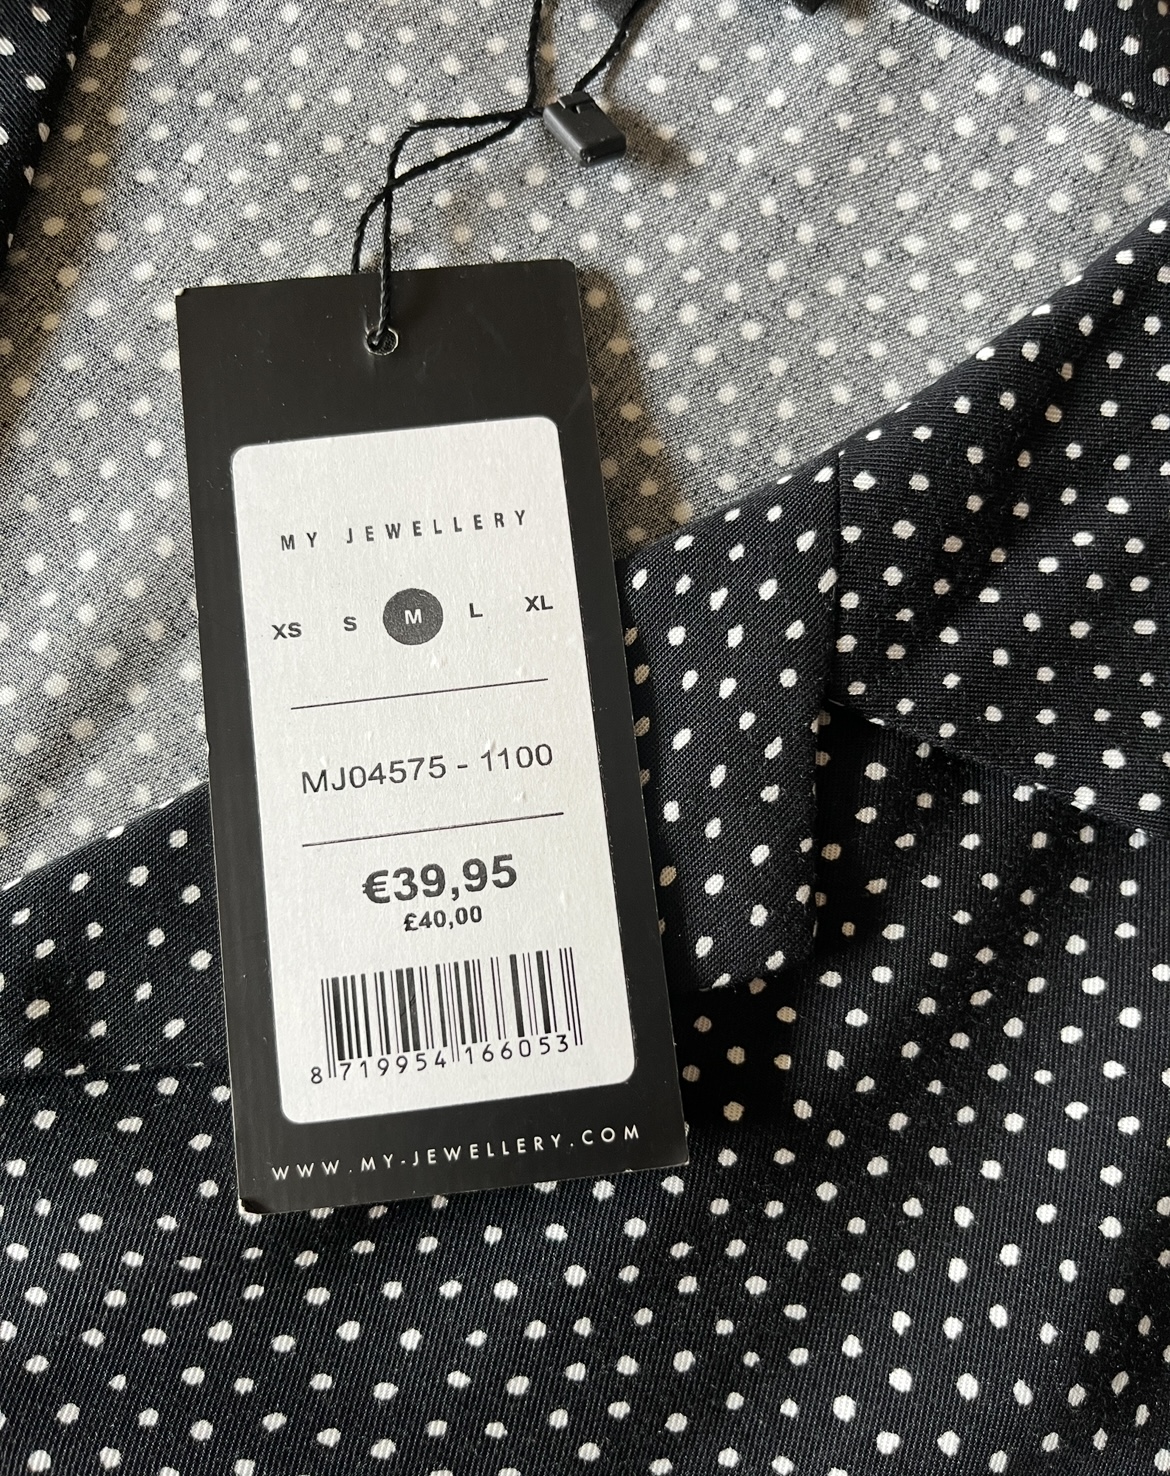 MY JEWELLERY
XS S M L XL
MJ04575 - 1100
€39,95
£40,00
8 719954 166053
WWW.MY-JEWELLERY.COM